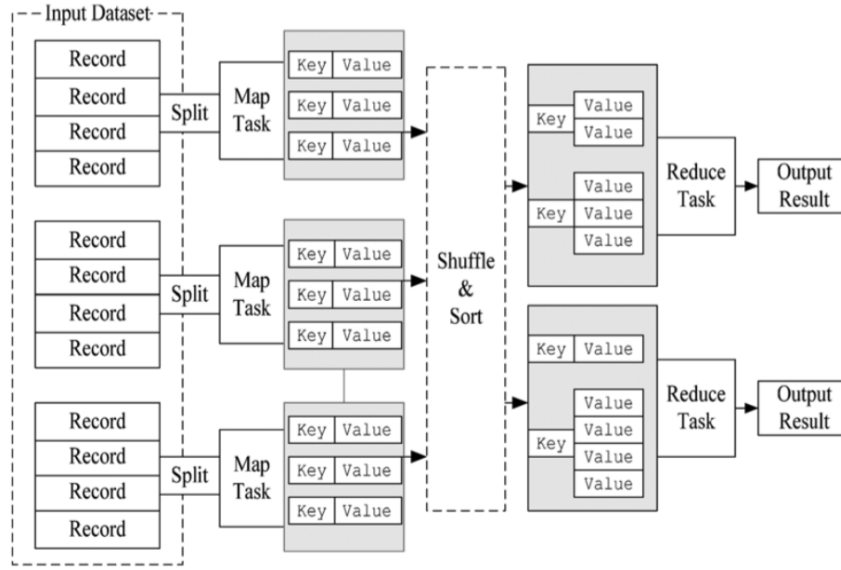 Input Dataset
Record
Record
Record
Record
Split
Map
Task
Key Value
Key Value
Key Value
Record
Record
Record
Record
Split
Map
Task
Key Value
Key Value
Key Value
Record
Record
Record
Record
Split
Map
Task
Key Value
Key Value
Key Value
Shuffle
&
Sort
Key
Value
Value
Key
Value
Value
Value
Reduce
Task
Output
Result
Key Value
Key
Value
Value
Value
Value
Reduce
Task
Output
Result